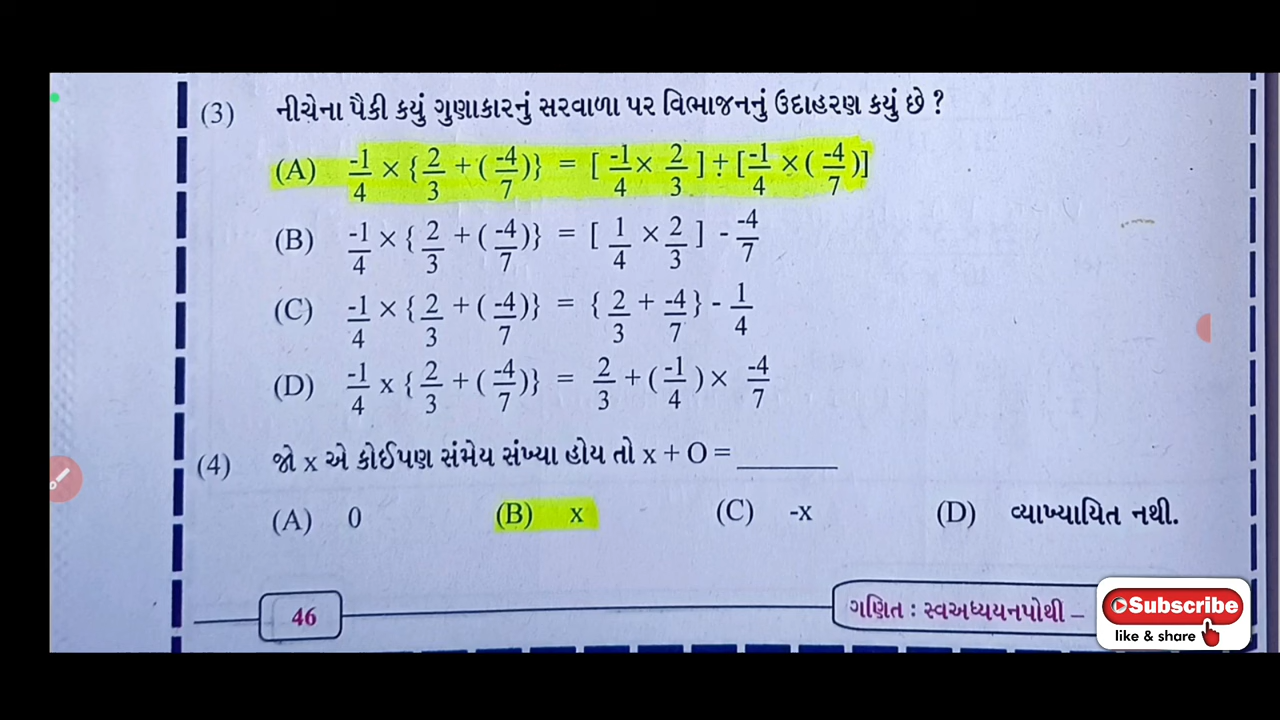 (3) નીચેના પૈકી કયું ગુણાકારનું સરવાળા પર વિભાજનનું ઉદાહરણ કયું છે ?
(A) -1/4 × {2/3 + (-4/7)} = [-1/4 × 2/3] + [-1/4 × (-4/7)]
(B) -1/4 × {2/3 + (-4/7)} = [1/4 × 2/3] - -4/7
(C) -1/4 × {2/3 + (-4/7)} = {2/3 + -4/7} - 1/4
(D) -1/4 x {2/3 + (-4/7)} = 2/3 + (-1/4) × -4/7
(4) જો x એ કોઈપણ સંમેય સંખ્યા હોય તો x + O = ______
(A) 0 (B) x (C) -x (D) વ્યાખ્યાયિત નથી.
46 ગણિત : સ્વઅધ્યયનપોથી –
Subscribe
like & share